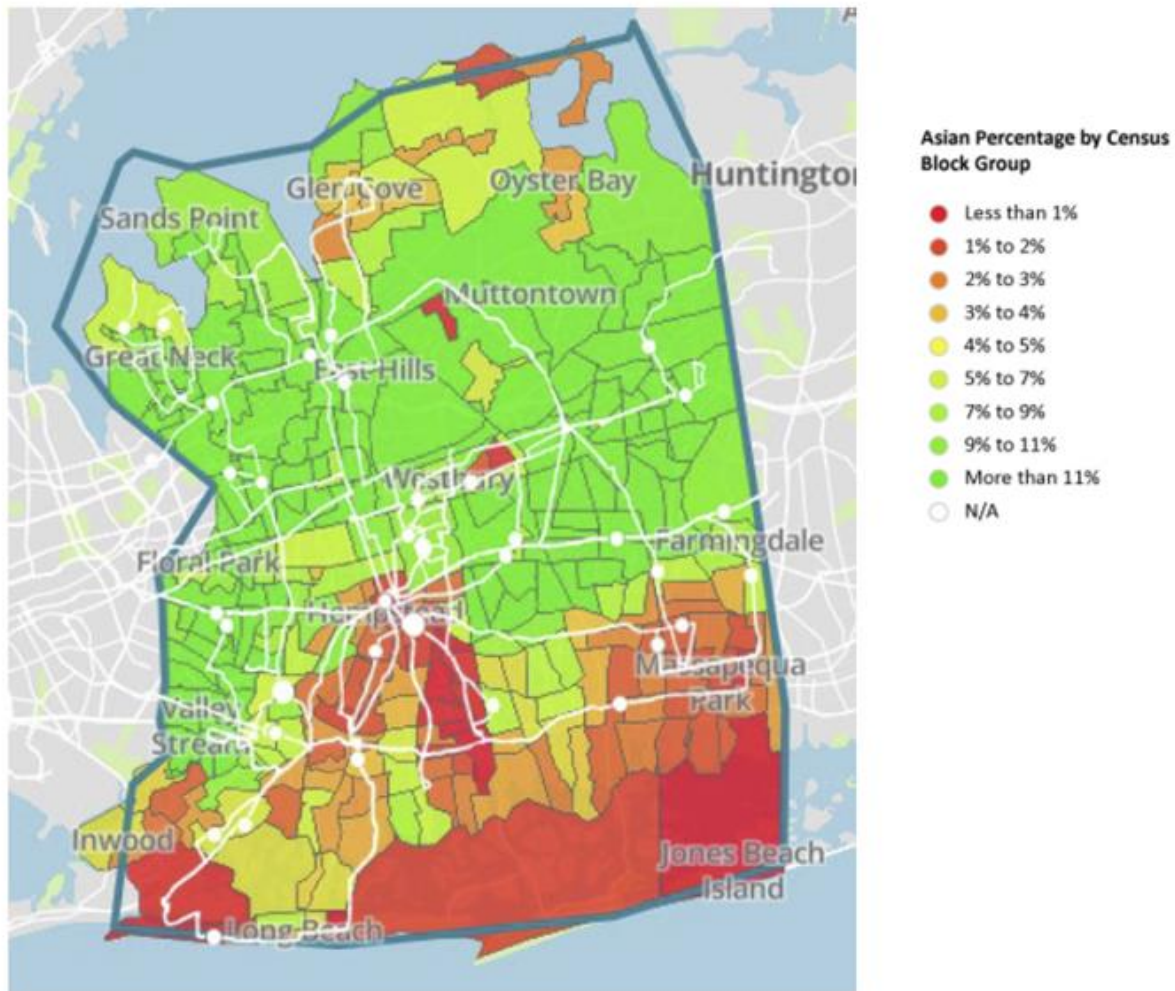 Asian Percentage by Census
Block Group
Less than 1%
1% to 2%
2% to 3%
3% to 4%
4% to 5%
5% to 7%
7% to 9%
9% to 11%
More than 11%
N/A
Glen Cove
Oyster Bay
Sands Point
Muttontown
Great Neck
East Hills
Westbury
Floral Park
Farmingdale
Hempstead
Massapequa
Park
Valley
Stream
Inwood
Jones Beach
Island
Long Beach